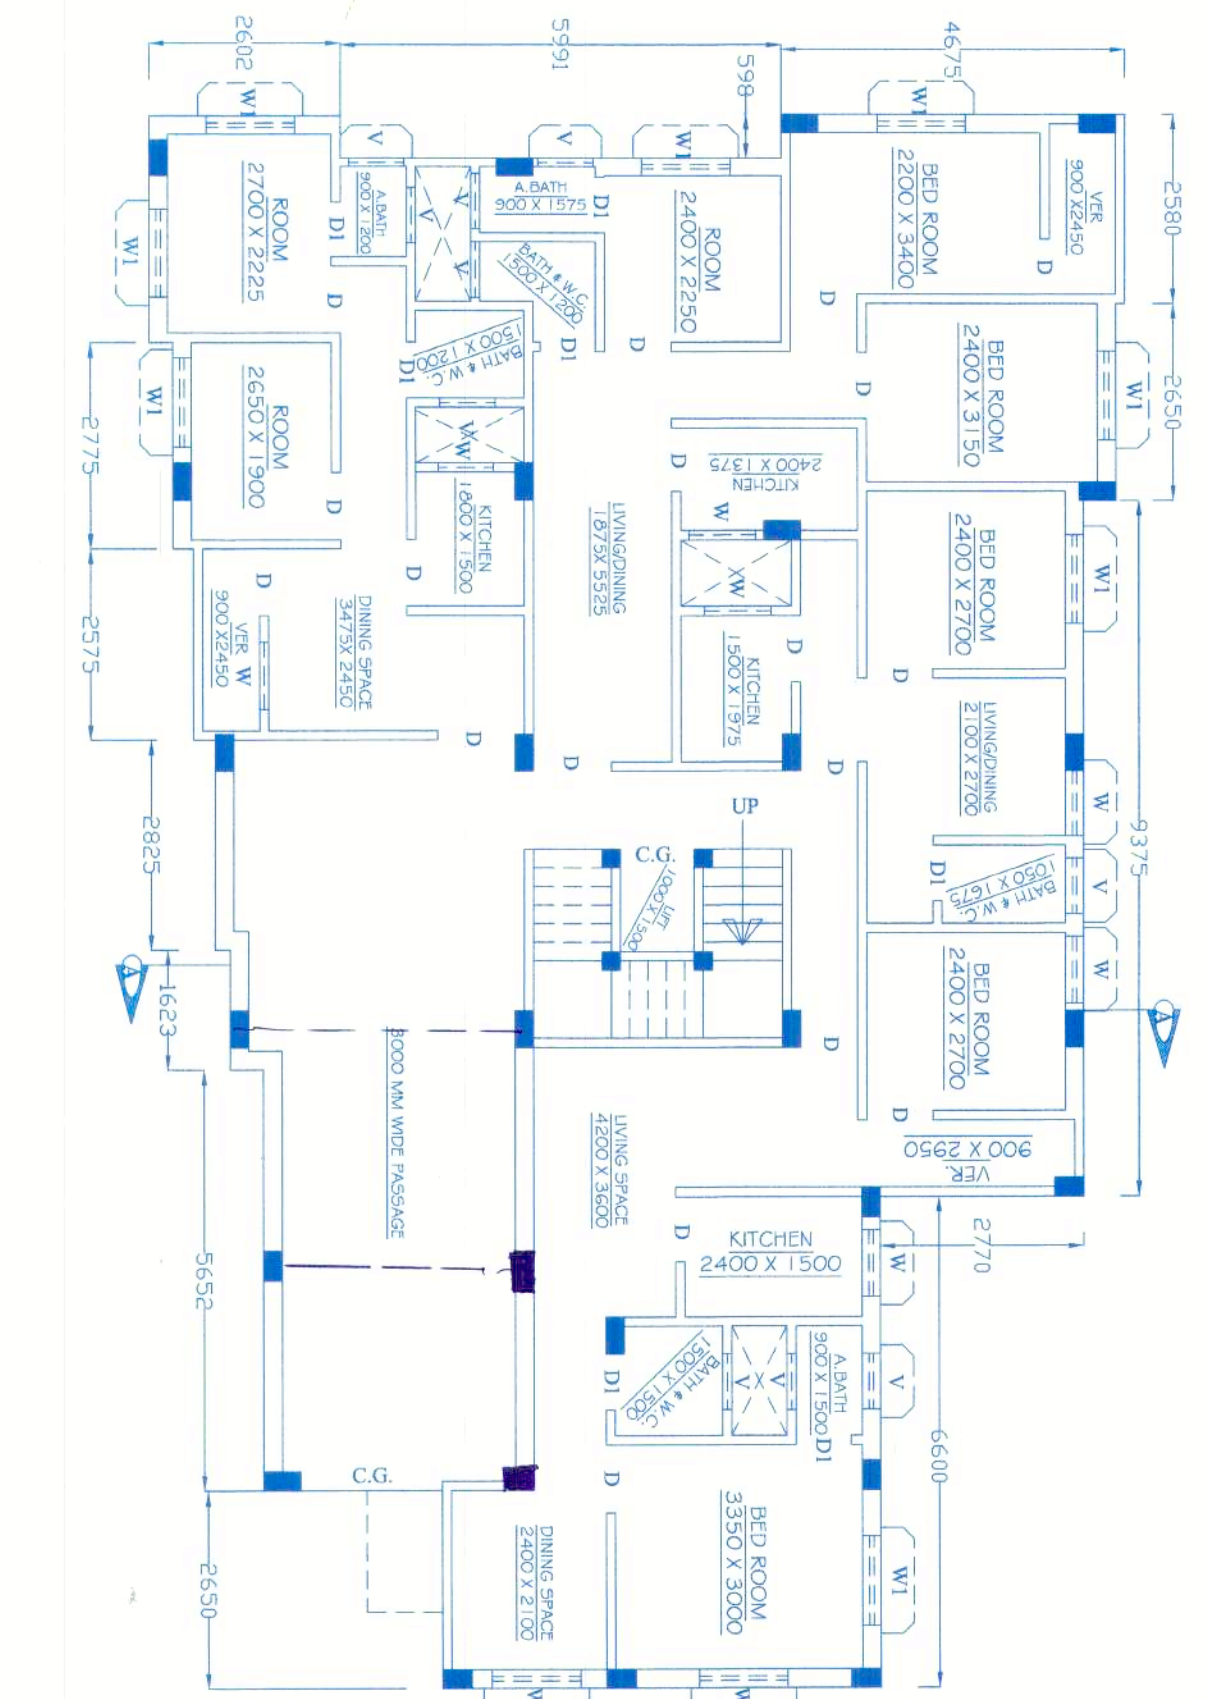 2602
5991
598
4675
W1
V
V
W1
W1
2580
ROOM
2700 X 2225
D1
A.BATH
900 X 1200
V
V
V
A.BATH
900 X 1575
D1
ROOM
2400 X 2250
BED ROOM
2200 X 3400
VER
900 X2450
D
W1
D
BATH & W.C.
1500 X 1200
D
BATH & W.C.
1500 X 1200
D1
D1
D
D
BED ROOM
2400 X 3150
W1
2650
W1
2775
ROOM
2650 X 1900
D
KITCHEN
2400 X 1375
D
W
KITCHEN
1800 X 1500
D
LIVING/DINING
1875X 5525
BED ROOM
2400 X 2700
W1
D
VER
900 X2450
W
DINING SPACE
3475X 2450
2575
D
KITCHEN
1500 X 1975
D
D
D
D
LIVING/DINING
2100 X 2700
W
9375
UP
2825
C.G.
LIFT
1000 X 1500
D1
BATH & W.C.
1050 X 1675
V
W
A
1623
BED ROOM
2400 X 2700
A
D
3000 MM WIDE PASSAGE
LIVING SPACE
4200 X 3600
D
VER.
900 X 2950
D
KITCHEN
2400 X 1500
W
2770
5652
D1
BATH & W.C.
1500 X 1500
V
V
A.BATH
900 X 1500
D1
V
6600
C.G.
D
DINING SPACE
2400 X 2100
BED ROOM
3350 X 3000
W1
2650